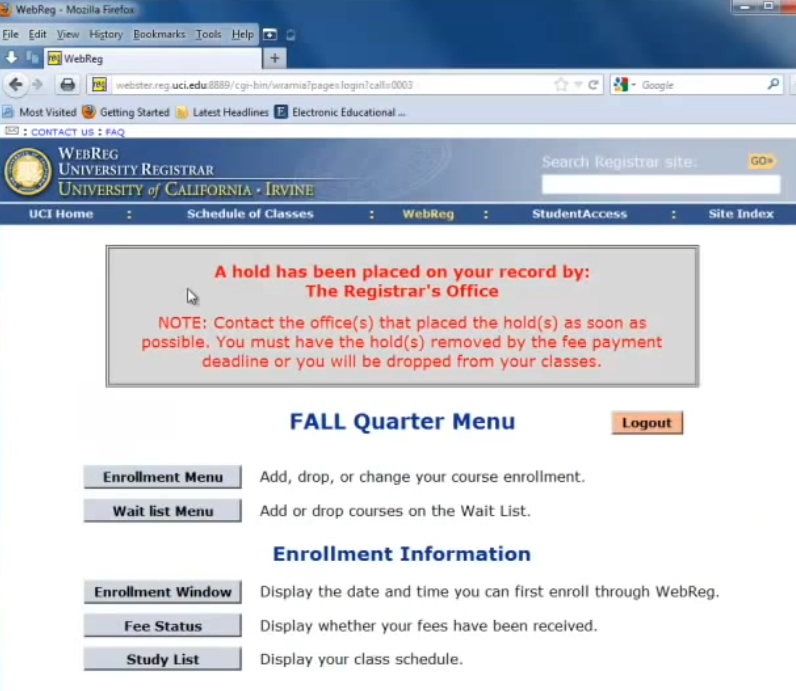 WebReg - Mozilla Firefox
File Edit View History Bookmarks Tools Help
WebReg
webster.reg.uci.edu:8889/cgi-bin/wramia?page=login?call=0003
Google
Most Visited Getting Started Latest Headlines Electronic Educational ...
: CONTACT US : FAQ
WEBREG
UNIVERSITY REGISTRAR
UNIVERSITY of CALIFORNIA · IRVINE
Search Registrar site:
GO»
UCI Home : Schedule of Classes : WebReg : StudentAccess : Site Index
A hold has been placed on your record by:
The Registrar's Office
NOTE: Contact the office(s) that placed the hold(s) as soon as
possible. You must have the hold(s) removed by the fee payment
deadline or you will be dropped from your classes.
FALL Quarter Menu
Logout
Enrollment Menu Add, drop, or change your course enrollment.
Wait list Menu Add or drop courses on the Wait List.
Enrollment Information
Enrollment Window Display the date and time you can first enroll through WebReg.
Fee Status Display whether your fees have been received.
Study List Display your class schedule.